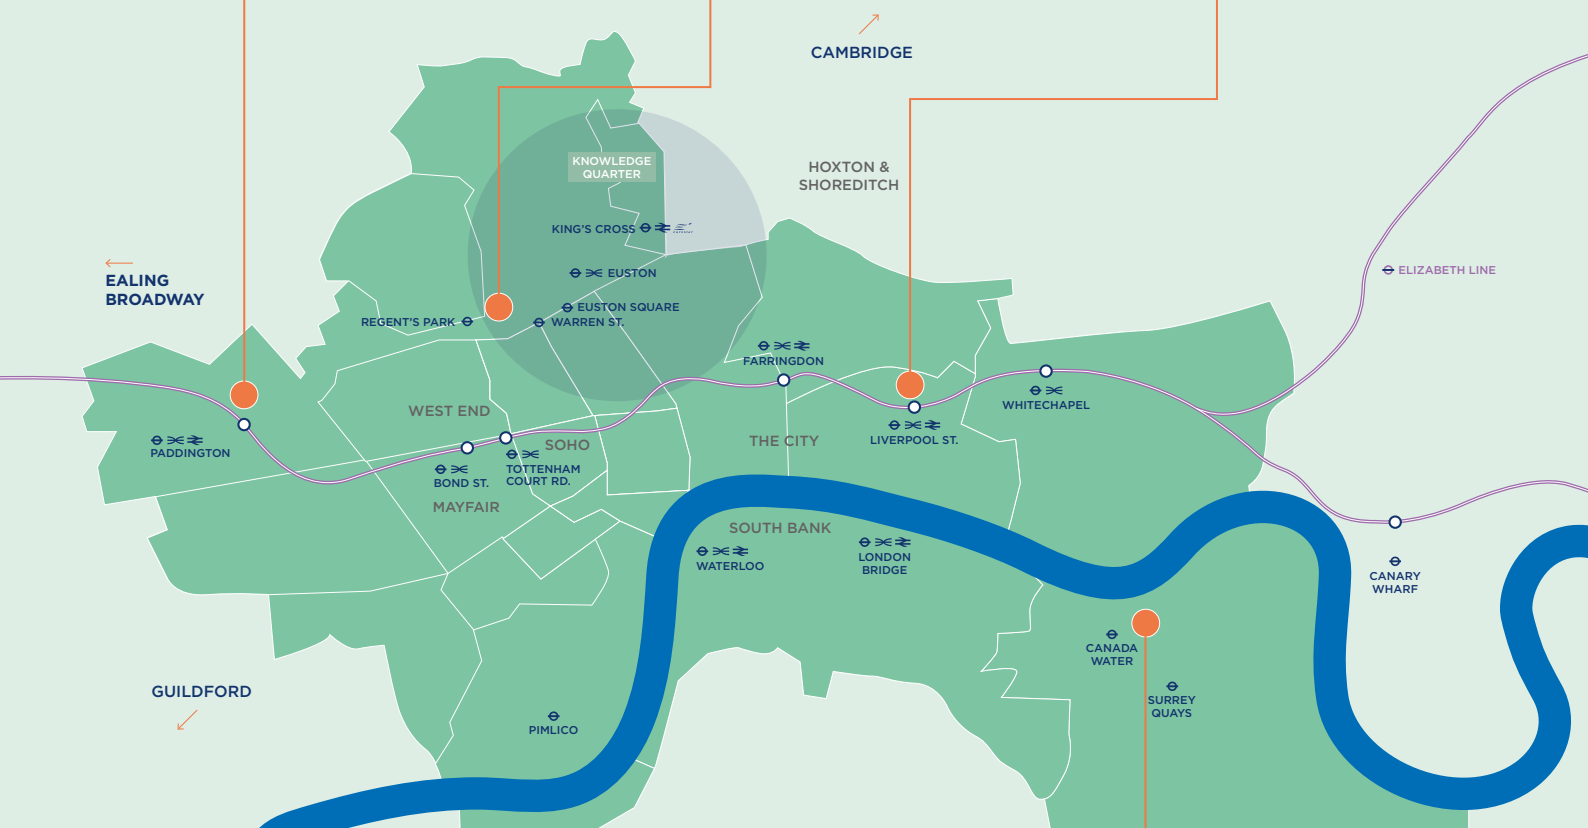 CAMBRIDGE
KNOWLEDGE
QUARTER
HOXTON &
SHOREDITCH
KING'S CROSS
EUSTON
EALING
BROADWAY
ELIZABETH LINE
EUSTON SQUARE
REGENT'S PARK
WARREN ST.
FARRINGDON
WHITECHAPEL
WEST END
LIVERPOOL ST.
THE CITY
SOHO
PADDINGTON
TOTTENHAM
COURT RD.
BOND ST.
MAYFAIR
SOUTH BANK
WATERLOO
LONDON
BRIDGE
CANARY
WHARF
CANADA
WATER
GUILDFORD
SURREY
QUAYS
PIMLICO